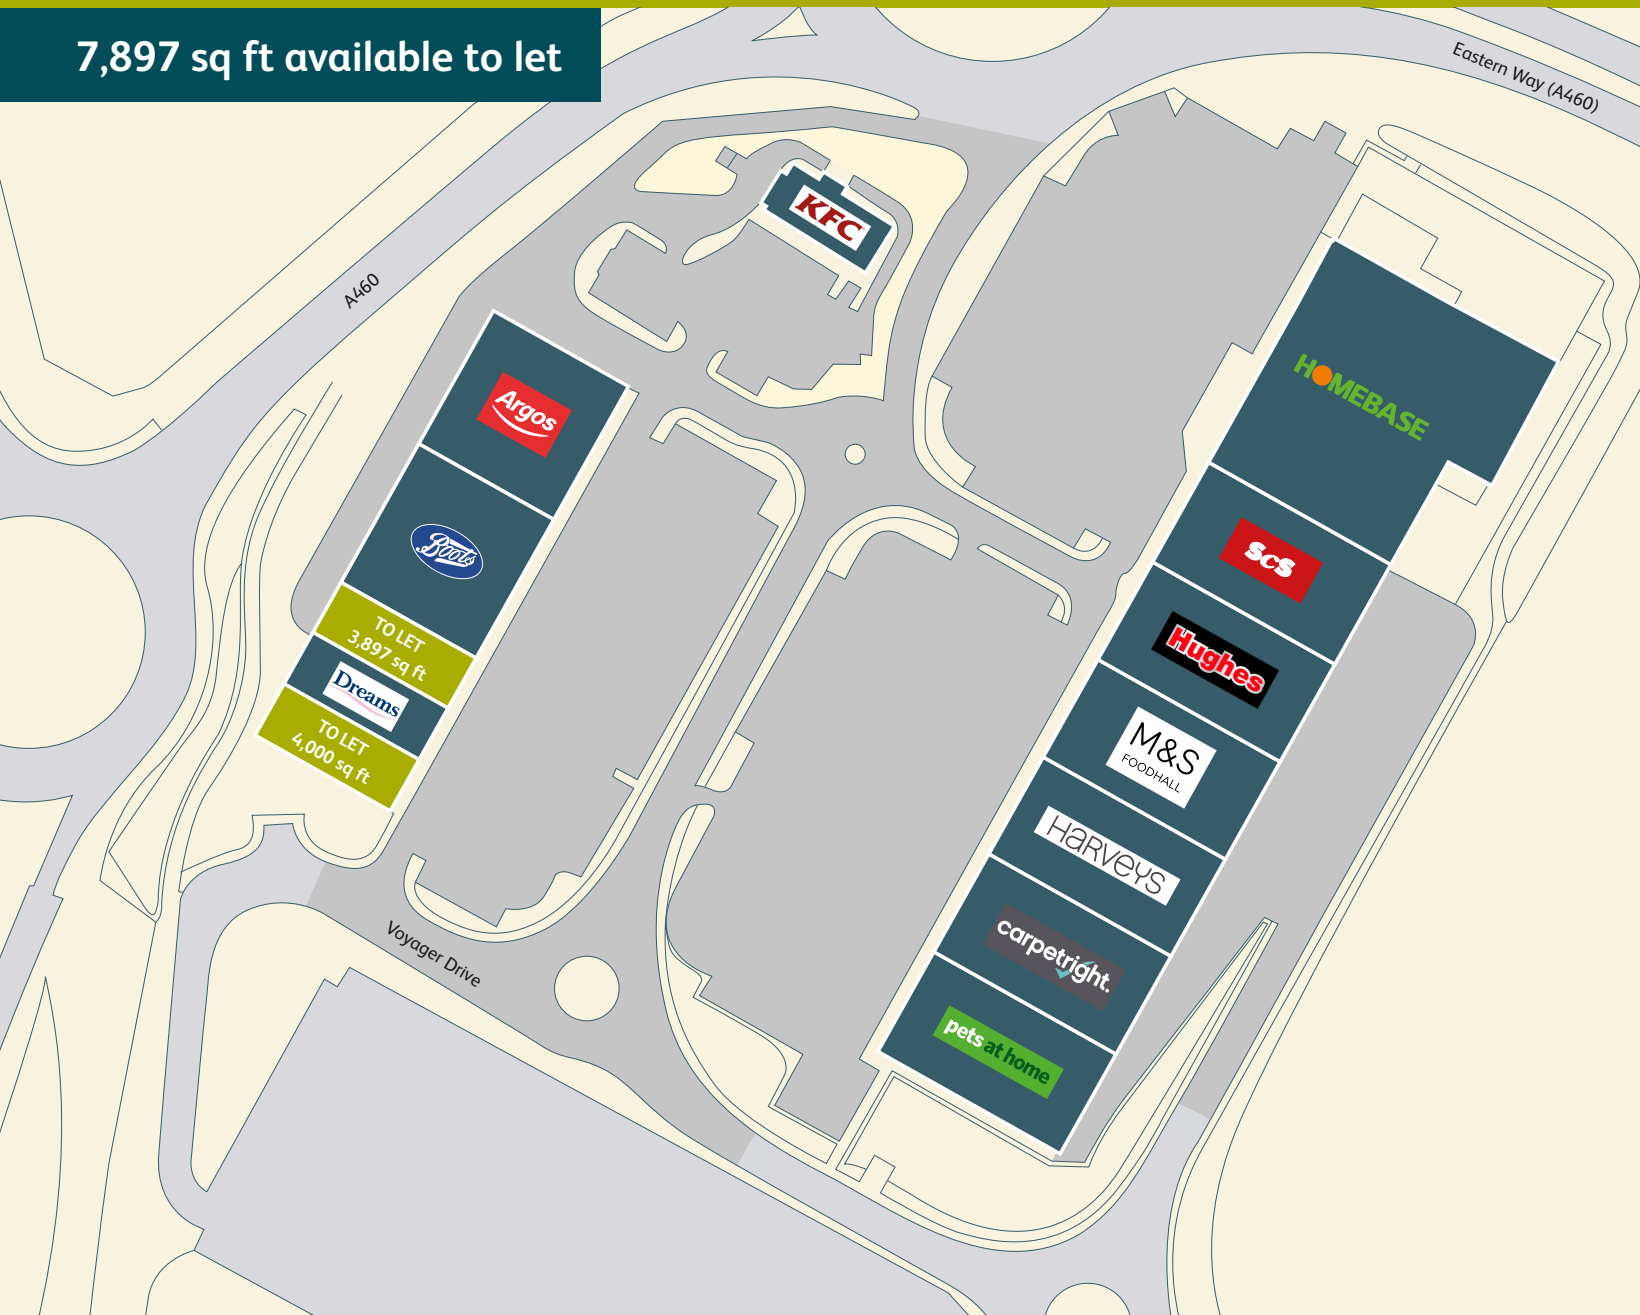 7,897 sq ft available to let
Eastern Way (A460)
A460
KFC
Argos
Boots
TO LET
3,897 sq ft
Dreams
TO LET
4,000 sq ft
HOMEBASE
ScS
Hughes
M&S
FOODHALL
HARVEYS
carpetright.
pets at home
Voyager Drive